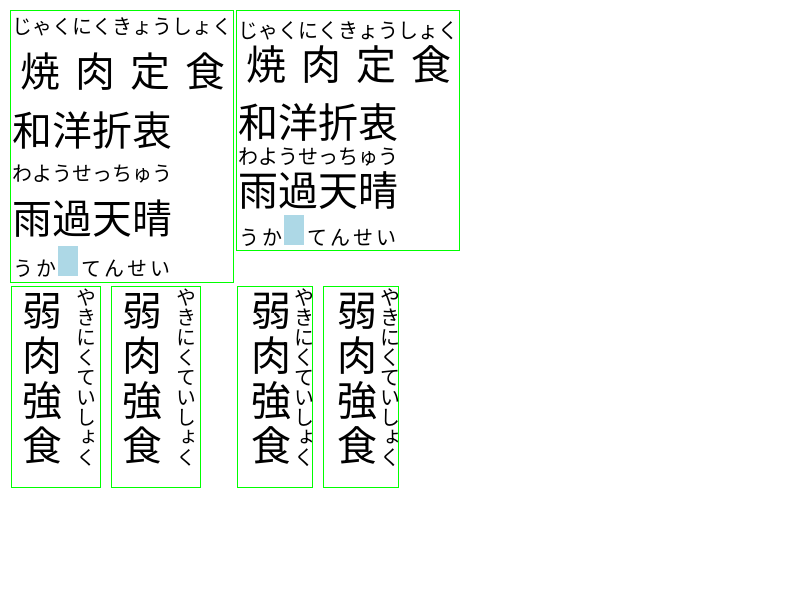 じゃくにくきょうしょく
焼肉定食
和洋折衷
わようせっちゅう
雨過天晴
うか てんせい
じゃくにくきょうしょく
焼肉定食
和洋折衷
わようせっちゅう
雨過天晴
うか てんせい
やきにくていしょく
弱肉強食
やきにくていしょく
弱肉強食
やきにくていしょく
弱肉強食
やきにくていしょく
弱肉強食